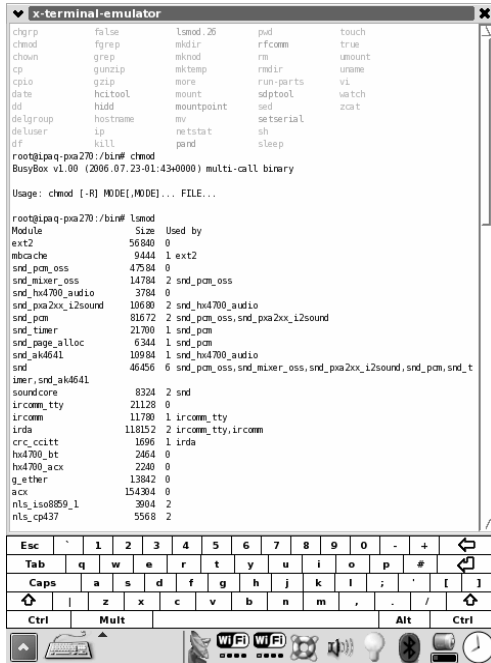 x-terminal-emulator
chgrp false lsmod.26 pwd touch
chmod fgrep mkdir rfcomm true
chown grep mknod rm umount
cp gunzip mktemp rmdir uname
cpio gzip more run-parts vi
date hcitool mount sdptool watch
dd hidd mountpoint sed zcat
delgroup hostname mv setserial
deluser ip netstat sh
df kill pand sleep
root@ipaq-pxa270:/bin# chmod
BusyBox v1.00 (2006.07.23-01:43+0000) multi-call binary
Usage: chmod [-R] MODE[,MODE]... FILE...
root@ipaq-pxa270:/bin# lsmod
Module Size Used by
ext2 56840 0
mbcache 9444 1 ext2
snd_pcm_oss 47584 0
snd_mixer_oss 14784 2 snd_pcm_oss
snd_hx4700_audio 3784 0
snd_pxa2xx_i2sound 10680 2 snd_hx4700_audio
snd_pcm 81672 2 snd_pcm_oss,snd_pxa2xx_i2sound
snd_timer 21700 1 snd_pcm
snd_page_alloc 6344 1 snd_pcm
snd_ak4641 10984 1 snd_hx4700_audio
snd 46456 6 snd_pcm_oss,snd_mixer_oss,snd_pxa2xx_i2sound,snd_pcm,snd_t
imer,snd_ak4641
soundcore 8324 2 snd
ircomm_tty 21128 0
ircomm 11780 1 ircomm_tty
irda 118152 2 ircomm_tty,ircomm
crc_ccitt 1696 1 irda
hx4700_bt 2464 0
hx4700_acx 2240 0
g_ether 13842 0
acx 154304 0
nls_iso8859_1 3904 2
nls_cp437 5568 2
Esc ` 1 2 3 4 5 6 7 8 9 0 - +
Tab q w e r t y u i o p #
Caps a s d f g h j k l ; ' [ ]
| z x c v b n m , . /
Ctrl Mult Alt Ctrl
WiFi WiFi